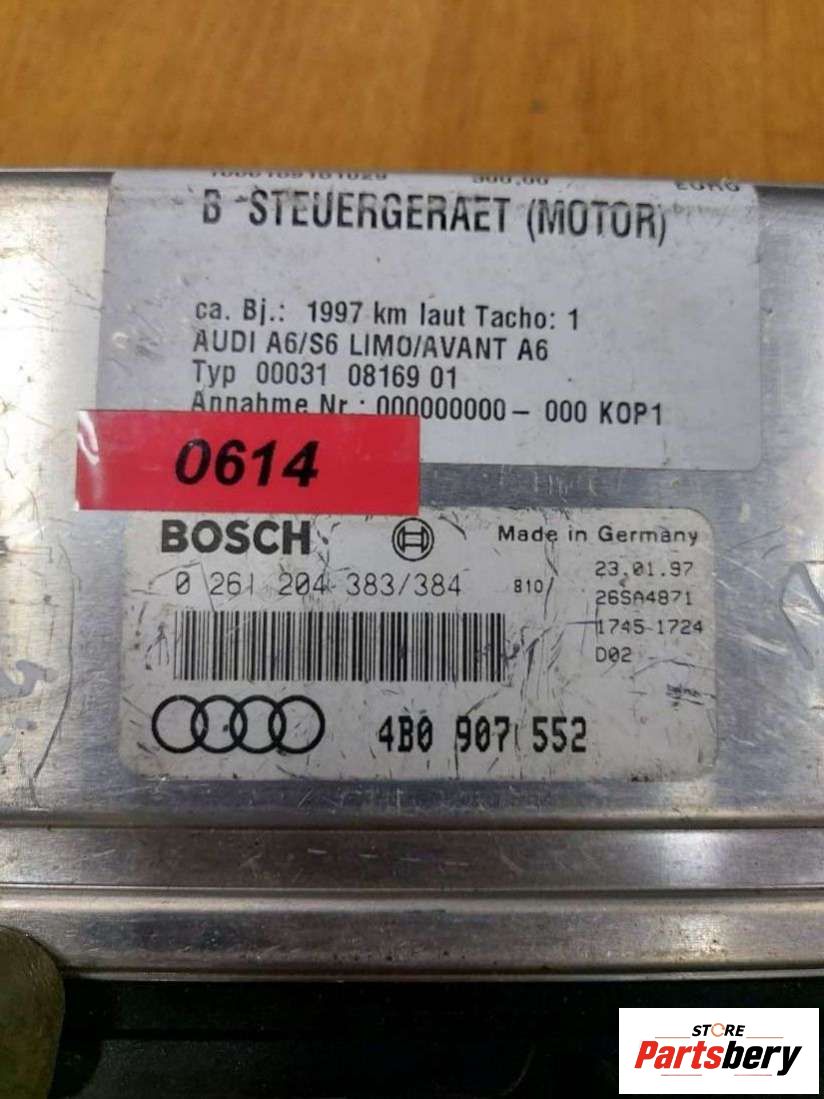 B STEUERGERAET (MOTOR)
ca. Bj.: 1997 km laut Tacho: 1
AUDI A6/S6 LIMO/AVANT A6
Typ 00031 08169 01
Annahme Nr.: 000000000- 000 KOP1
0614
BOSCH Made in Germany
0 261 204 383/384 810/ 23.01.97
26SA4871
1745-1724
D02
4B0 907 552
STORE
Partsbery